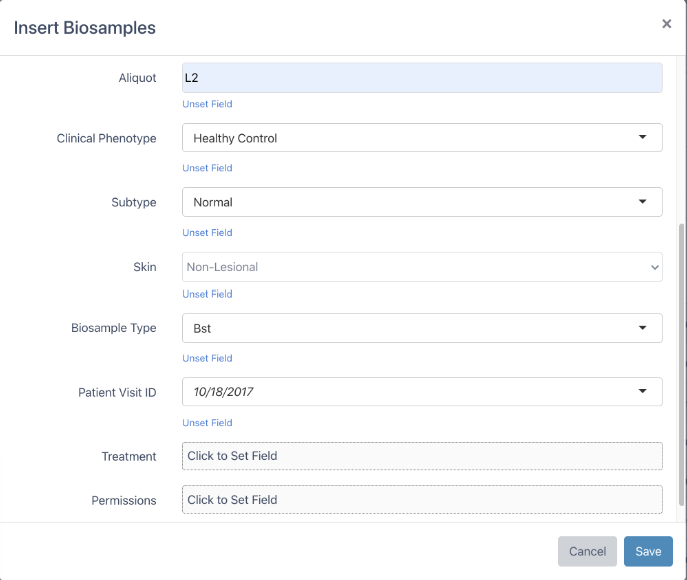 Insert Biosamples ×
Aliquot L2
Unset Field
Clinical Phenotype Healthy Control
Unset Field
Subtype Normal
Unset Field
Skin Non-Lesional
Unset Field
Biosample Type Bst
Unset Field
Patient Visit ID 10/18/2017
Unset Field
Treatment Click to Set Field
Permissions Click to Set Field
Cancel Save